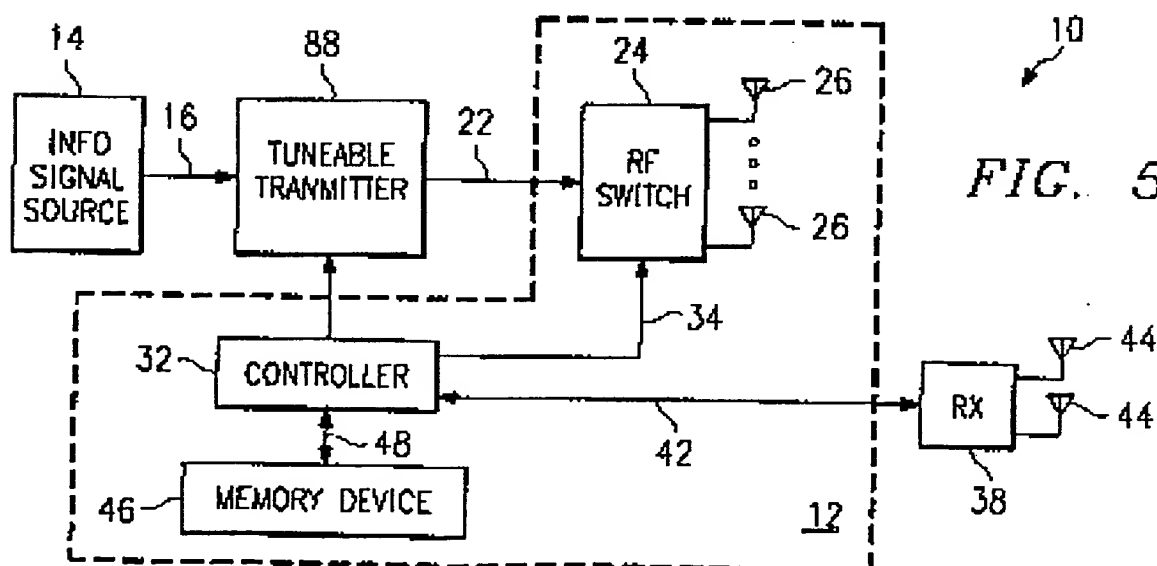 14
88
24
10
26
INFO
SIGNAL
SOURCE
16
TUNEABLE
TRANMITTER
22
RF
SWITCH
26
FIG. 5
34
32
CONTROLLER
44
RX
44
48
42
38
46
MEMORY DEVICE
12